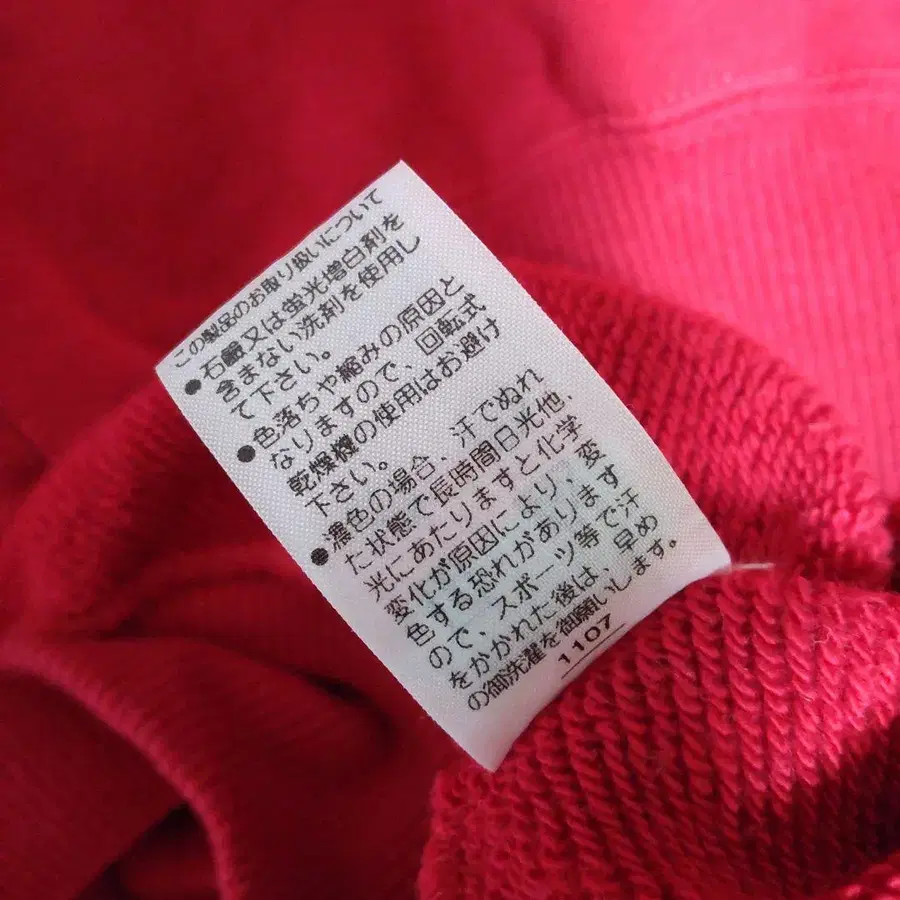 この製品のお取り扱いについて
●石鹸又は蛍光増白剤を
含まない洗剤を使用し
て下さい。
●色落ちや縮みの原因と
なりますので、回転式
乾燥機の使用はお避け
下さい。
●濃色の場合、汗でぬれ
た状態で長時間日光他、
光にあたりますと化学
変化が原因により、変
色する恐れがあります
ので、スポーツ等で汗
をかかれた後は、早め
の御洗濯を御願いします。
1107